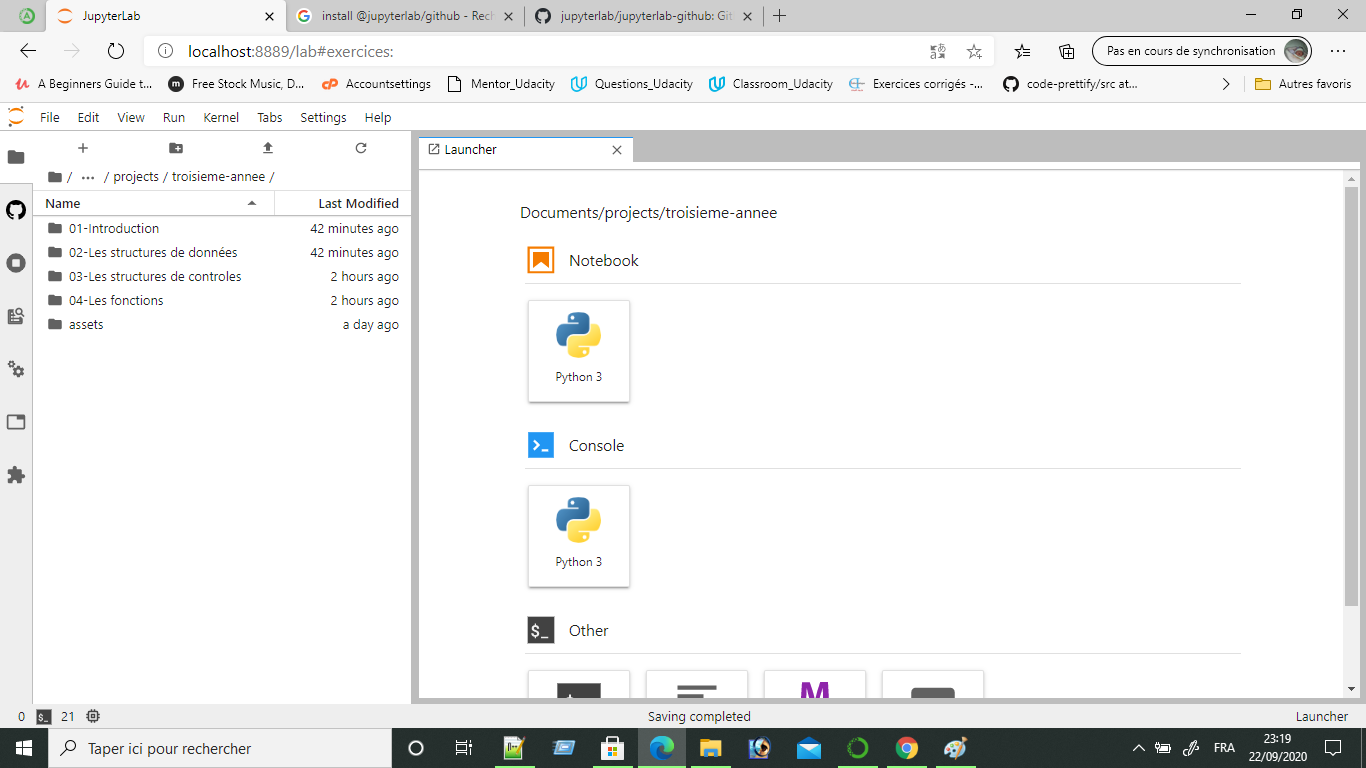 JupyterLab
install @jupyterlab/github - Rech
jupyterlab/jupyterlab-github: Git
localhost:8889/lab#exercices:
Pas en cours de synchronisation
A Beginners Guide t...
Free Stock Music, D...
Accountsettings
Mentor_Udacity
Questions_Udacity
Classroom_Udacity
Exercices corrigés -...
code-prettify/src at...
Autres favoris
File Edit View Run Kernel Tabs Settings Help
/ ··· / projects / troisieme-annee /
Name Last Modified
01-Introduction 42 minutes ago
02-Les structures de données 42 minutes ago
03-Les structures de controles 2 hours ago
04-Les fonctions 2 hours ago
assets a day ago
Launcher
Documents/projects/troisieme-annee
Notebook
Python 3
Console
>_
Python 3
$_ Other
M
0 $_ 21
Saving completed
Launcher
Taper ici pour rechercher
FRA
23:19
22/09/2020